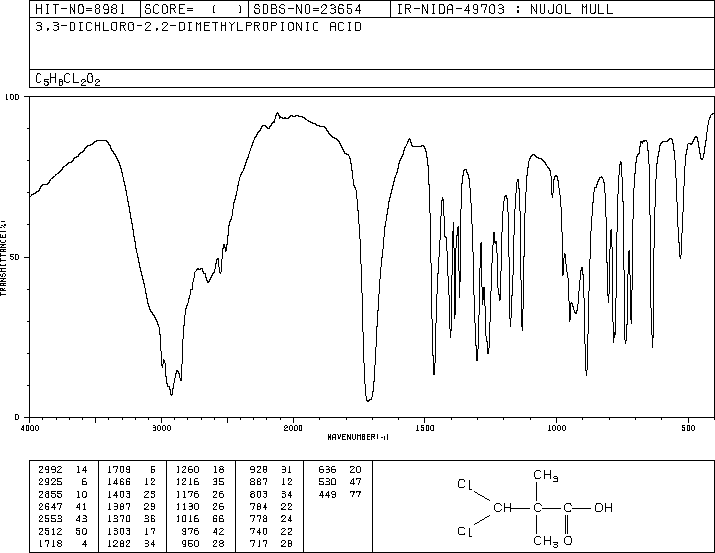 HIT-NO=8981 SCORE= ( ) SDBS-NO=23654 IR-NIDA-49703 : NUJOL MULL
3,3-DICHLORO-2,2-DIMETHYLPROPIONIC ACID
C5H8CL2O2
100
50
0
TRANSMITTANCE(%)
4000 3000 2000 1500 1000 500
WAVENUMBER(-1)
2992 14 1709 6 1260 18 928 31 636 20
2925 6 1466 12 1216 35 887 12 530 47
2855 10 1403 25 1176 26 803 34 449 77
2647 41 1387 29 1130 26 784 22
2553 43 1370 36 1016 66 778 24
2512 50 1303 17 976 42 740 22
1718 4 1282 34 950 28 717 28
CH3
Cl
CH C C OH
Cl
CH3 O